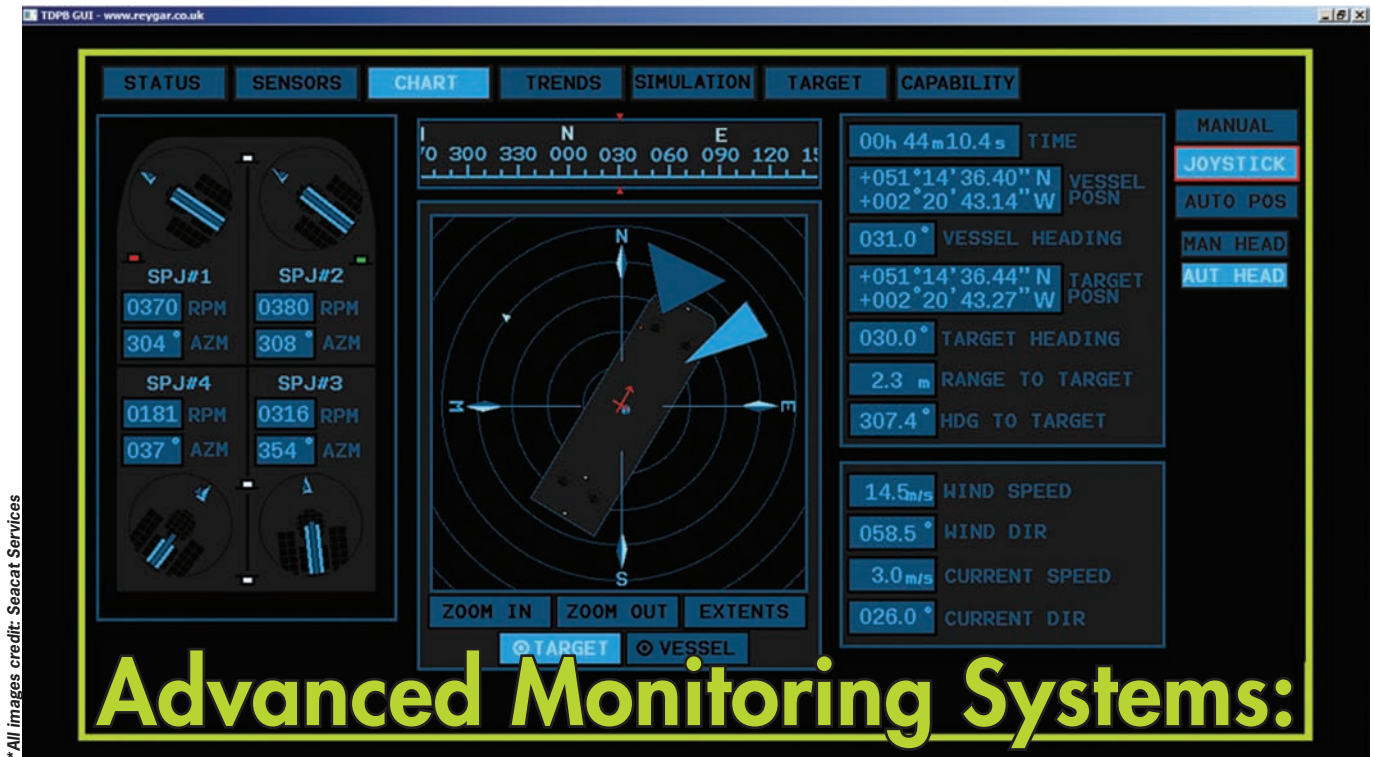 TDPB GUI - www.reygar.co.uk
STATUS SENSORS CHART TRENDS SIMULATION TARGET CAPABILITY
SPJ#1 SPJ#2
0370 RPM 0380 RPM
304° AZM 308° AZM
SPJ#4 SPJ#3
0181 RPM 0316 RPM
037° AZM 354° AZM
N E
300 330 000 030 060 090 120
N
E
S
ZOOM IN ZOOM OUT EXTENTS
TARGET VESSEL
00h 44m10.4s TIME
+051°14'36.40"N VESSEL
+002°20'43.14"W POSN
031.0° VESSEL HEADING
+051°14'36.44"N TARGET
+002°20'43.27"W POSN
030.0° TARGET HEADING
2.3 m RANGE TO TARGET
307.4° HDG TO TARGET
14.5m/s WIND SPEED
058.5° WIND DIR
3.0m/s CURRENT SPEED
026.0° CURRENT DIR
MANUAL
JOYSTICK
AUTO POS
MAN HEAD
AUT HEAD
Advanced Monitoring Systems:
*All images credit: Seacat Services